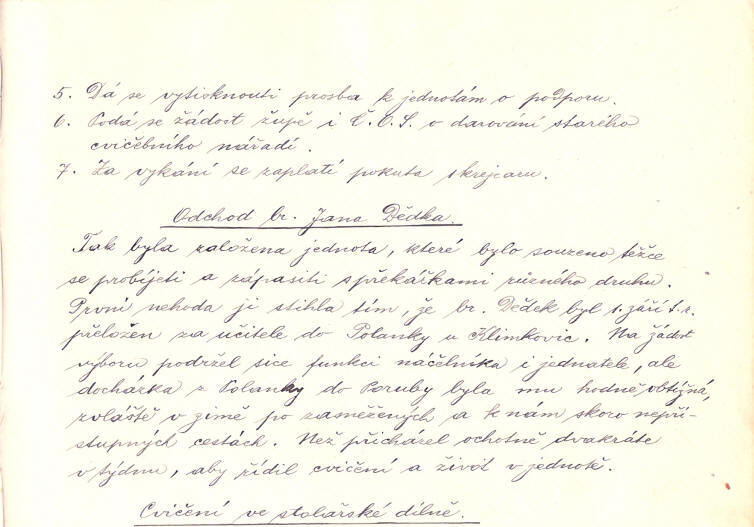 5. Dá se vytisknouti prosba k jednotám o podporu.
6. Podá se žádost župě i Č.O.S. o darování starého
cvičebního nářadí.
7. Za vykání se zaplatí pokuta skrejcaru.
Odchod br. Jana Dědka.
Tak byla založena jednota, které bylo souzeno těžce
se probíjeti a zápasiti s překážkami různého druhu.
První nehoda ji stihla tím, že br. Dědek byl 1. září t.r.
přeložen za učitele do Polanky u Klimkovic. Na žádost
výboru podržel sice funkci náčelníka i jednatele, ale
docházka z Polanky do Poruby byla mu hodně obtížná,
zvláště v zimě po zaměžených a k nám skoro nepří-
stupných cestách. Než přicházel ochotně dvakráte
v týdnu, aby řídil cvičení a život v jednotě.
Cvičení ve stolařské dílně.